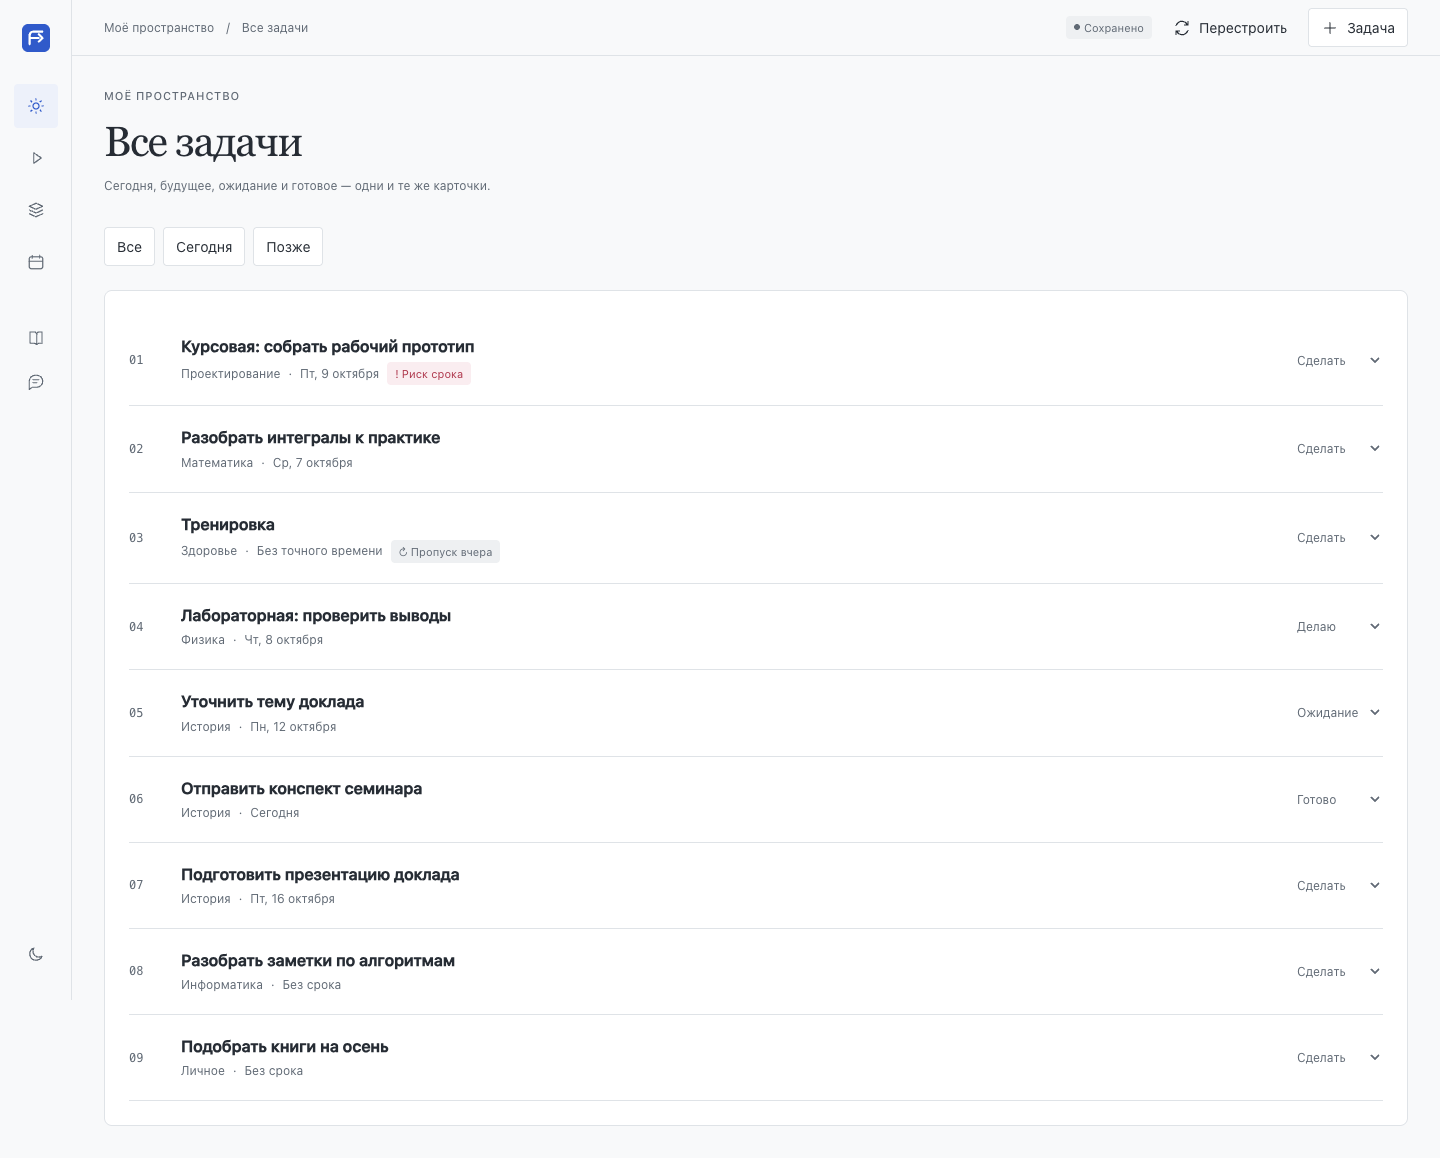 Моё пространство / Все задачи
Сохранено
Перестроить
Задача
МОЁ ПРОСТРАНСТВО
Все задачи
Сегодня, будущее, ожидание и готовое — одни и те же карточки.
Все
Сегодня
Позже
01
Курсовая: собрать рабочий прототип
Проектирование · Пт, 9 октября ! Риск срока
Сделать
02
Разобрать интегралы к практике
Математика · Ср, 7 октября
Сделать
03
Тренировка
Здоровье · Без точного времени ↻ Пропуск вчера
Сделать
04
Лабораторная: проверить выводы
Физика · Чт, 8 октября
Делаю
05
Уточнить тему доклада
История · Пн, 12 октября
Ожидание
06
Отправить конспект семинара
История · Сегодня
Готово
07
Подготовить презентацию доклада
История · Пт, 16 октября
Сделать
08
Разобрать заметки по алгоритмам
Информатика · Без срока
Сделать
09
Подобрать книги на осень
Личное · Без срока
Сделать